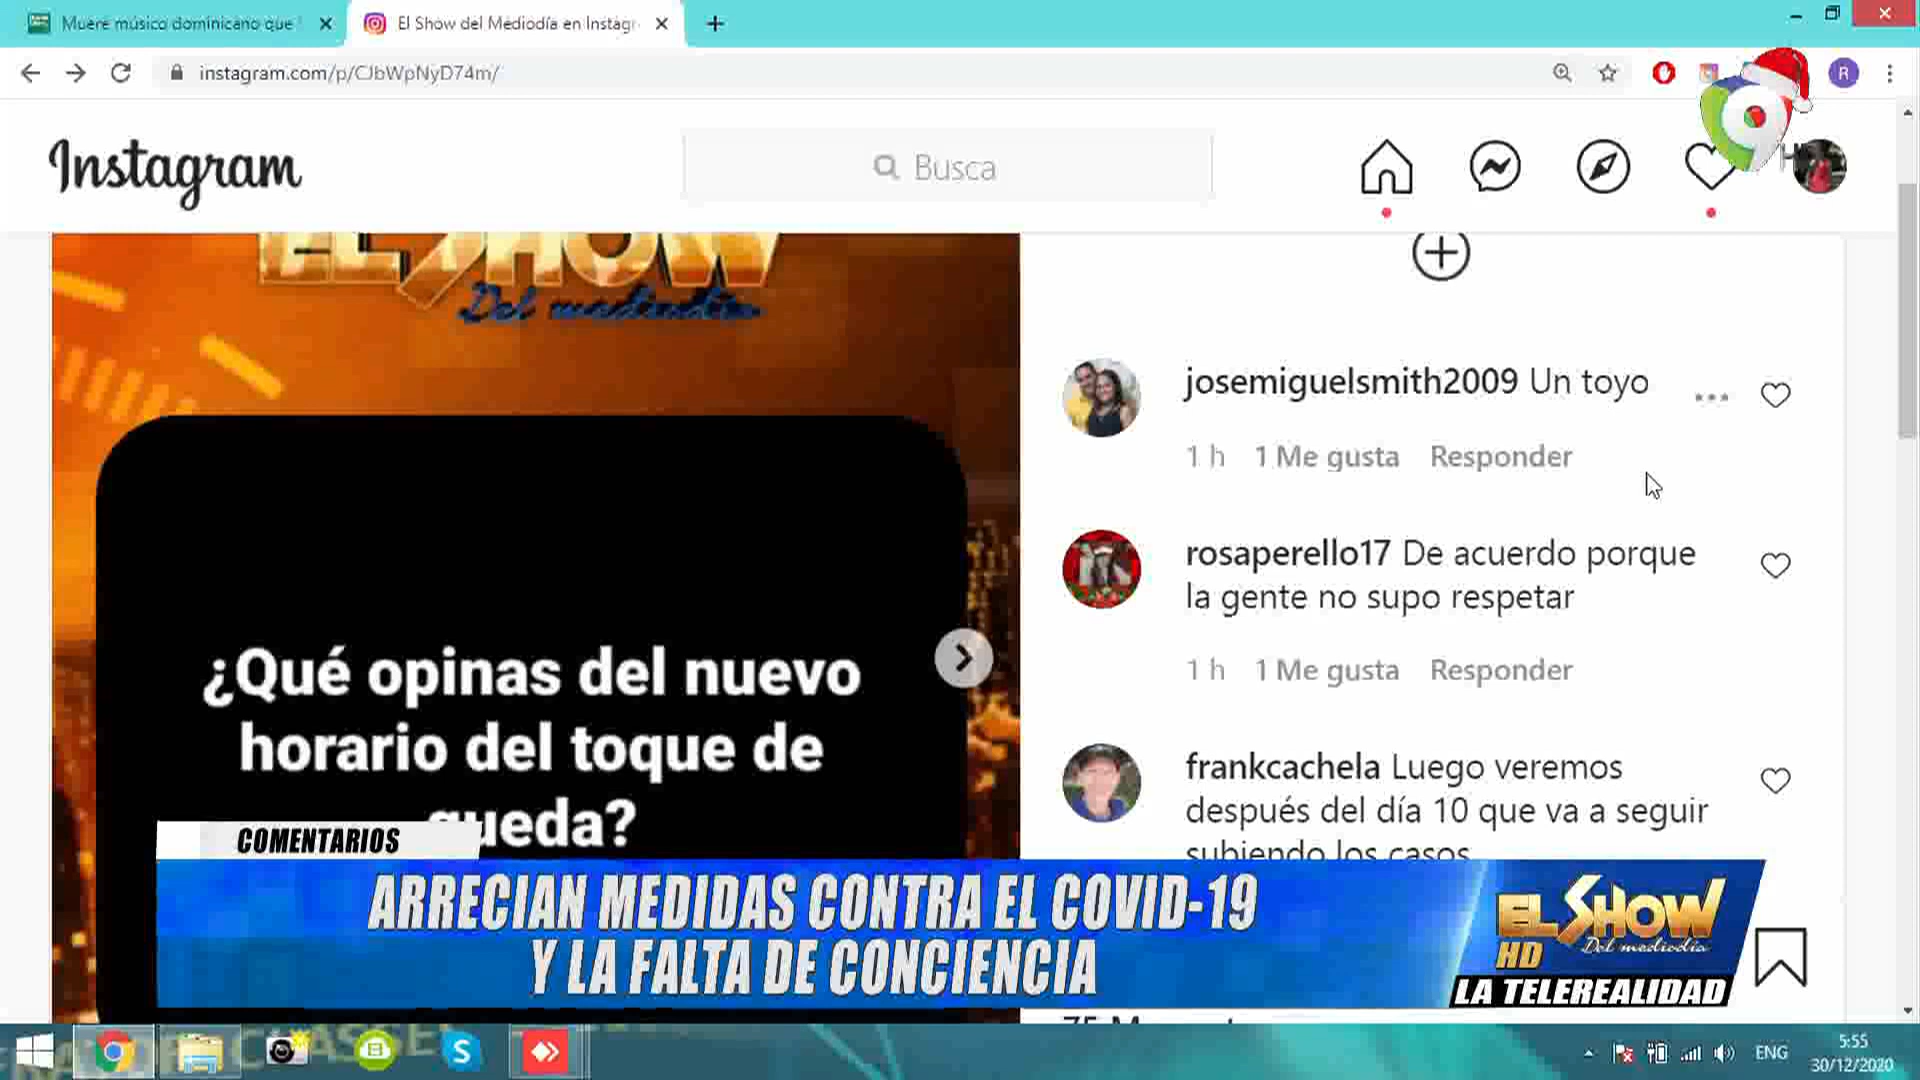 Muere músico dominicano que
El Show del Mediodía en Instagr
instagram.com/p/CJbWpNyD74m/
R
Instagram
Busca
EL SHOW
Del mediodía
¿Qué opinas del nuevo
horario del toque de
queda?
josemiguelsmith2009 Un toyo
1 h 1 Me gusta Responder
rosaperello17 De acuerdo porque
la gente no supo respetar
1 h 1 Me gusta Responder
frankcachela Luego veremos
después del día 10 que va a seguir
subiendo los casos
COMENTARIOS
ARRECIAN MEDIDAS CONTRA EL COVID-19
Y LA FALTA DE CONCIENCIA
EL SHOW
HD Del mediodía
LA TELEREALIDAD
ENG
5:55
30/12/2020